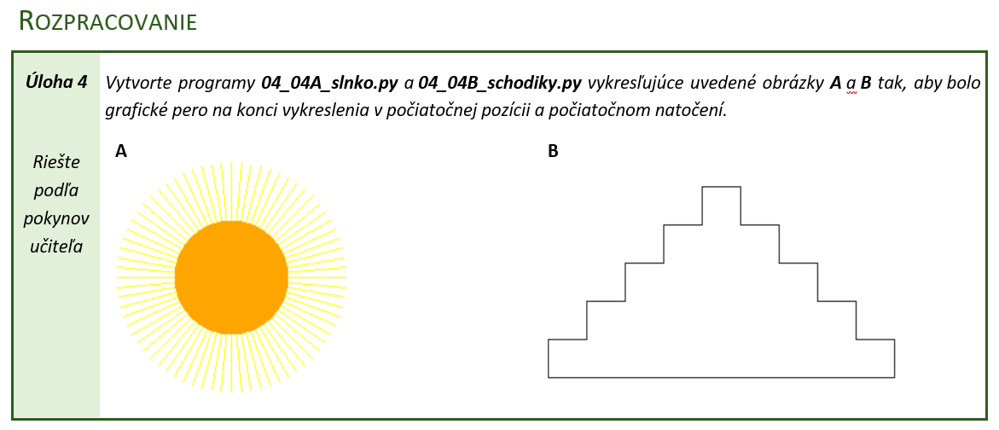 ROZPRACOVANIE
Úloha 4
Vytvorte programy 04_04A_slnko.py a 04_04B_schodiky.py vykresľujúce uvedené obrázky A a B tak, aby bolo
grafické pero na konci vykreslenia v počiatočnej pozícii a počiatočnom natočení.
Riešte
podľa
pokynov
učiteľa
A
B